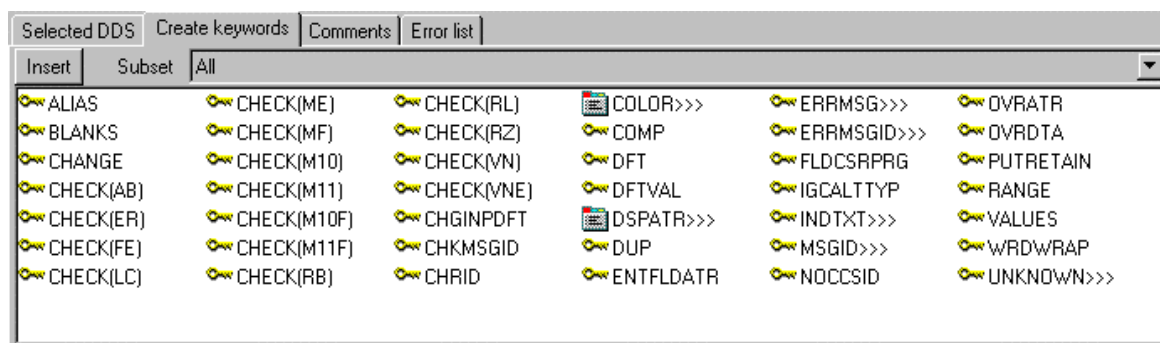 Selected DDS Create keywords Comments Error list
Insert Subset All
ALIAS CHECK(ME) CHECK(RL) COLOR>>> ERRMSG>>> OVRATR
BLANKS CHECK(MF) CHECK(RZ) COMP ERRMSGID>>> OVRDTA
CHANGE CHECK(M10) CHECK(VN) DFT FLDCSRPRG PUTRETAIN
CHECK(AB) CHECK(M11) CHECK(VNE) DFTVAL IGCALTTYP RANGE
CHECK(ER) CHECK(M10F) CHGINPDFT DSPATR>>> INDTXT>>> VALUES
CHECK(FE) CHECK(M11F) CHKMSGID DUP MSGID>>> WRDWRAP
CHECK(LC) CHECK(RB) CHRID ENTFLDATR NOCCSID UNKNOWN>>>